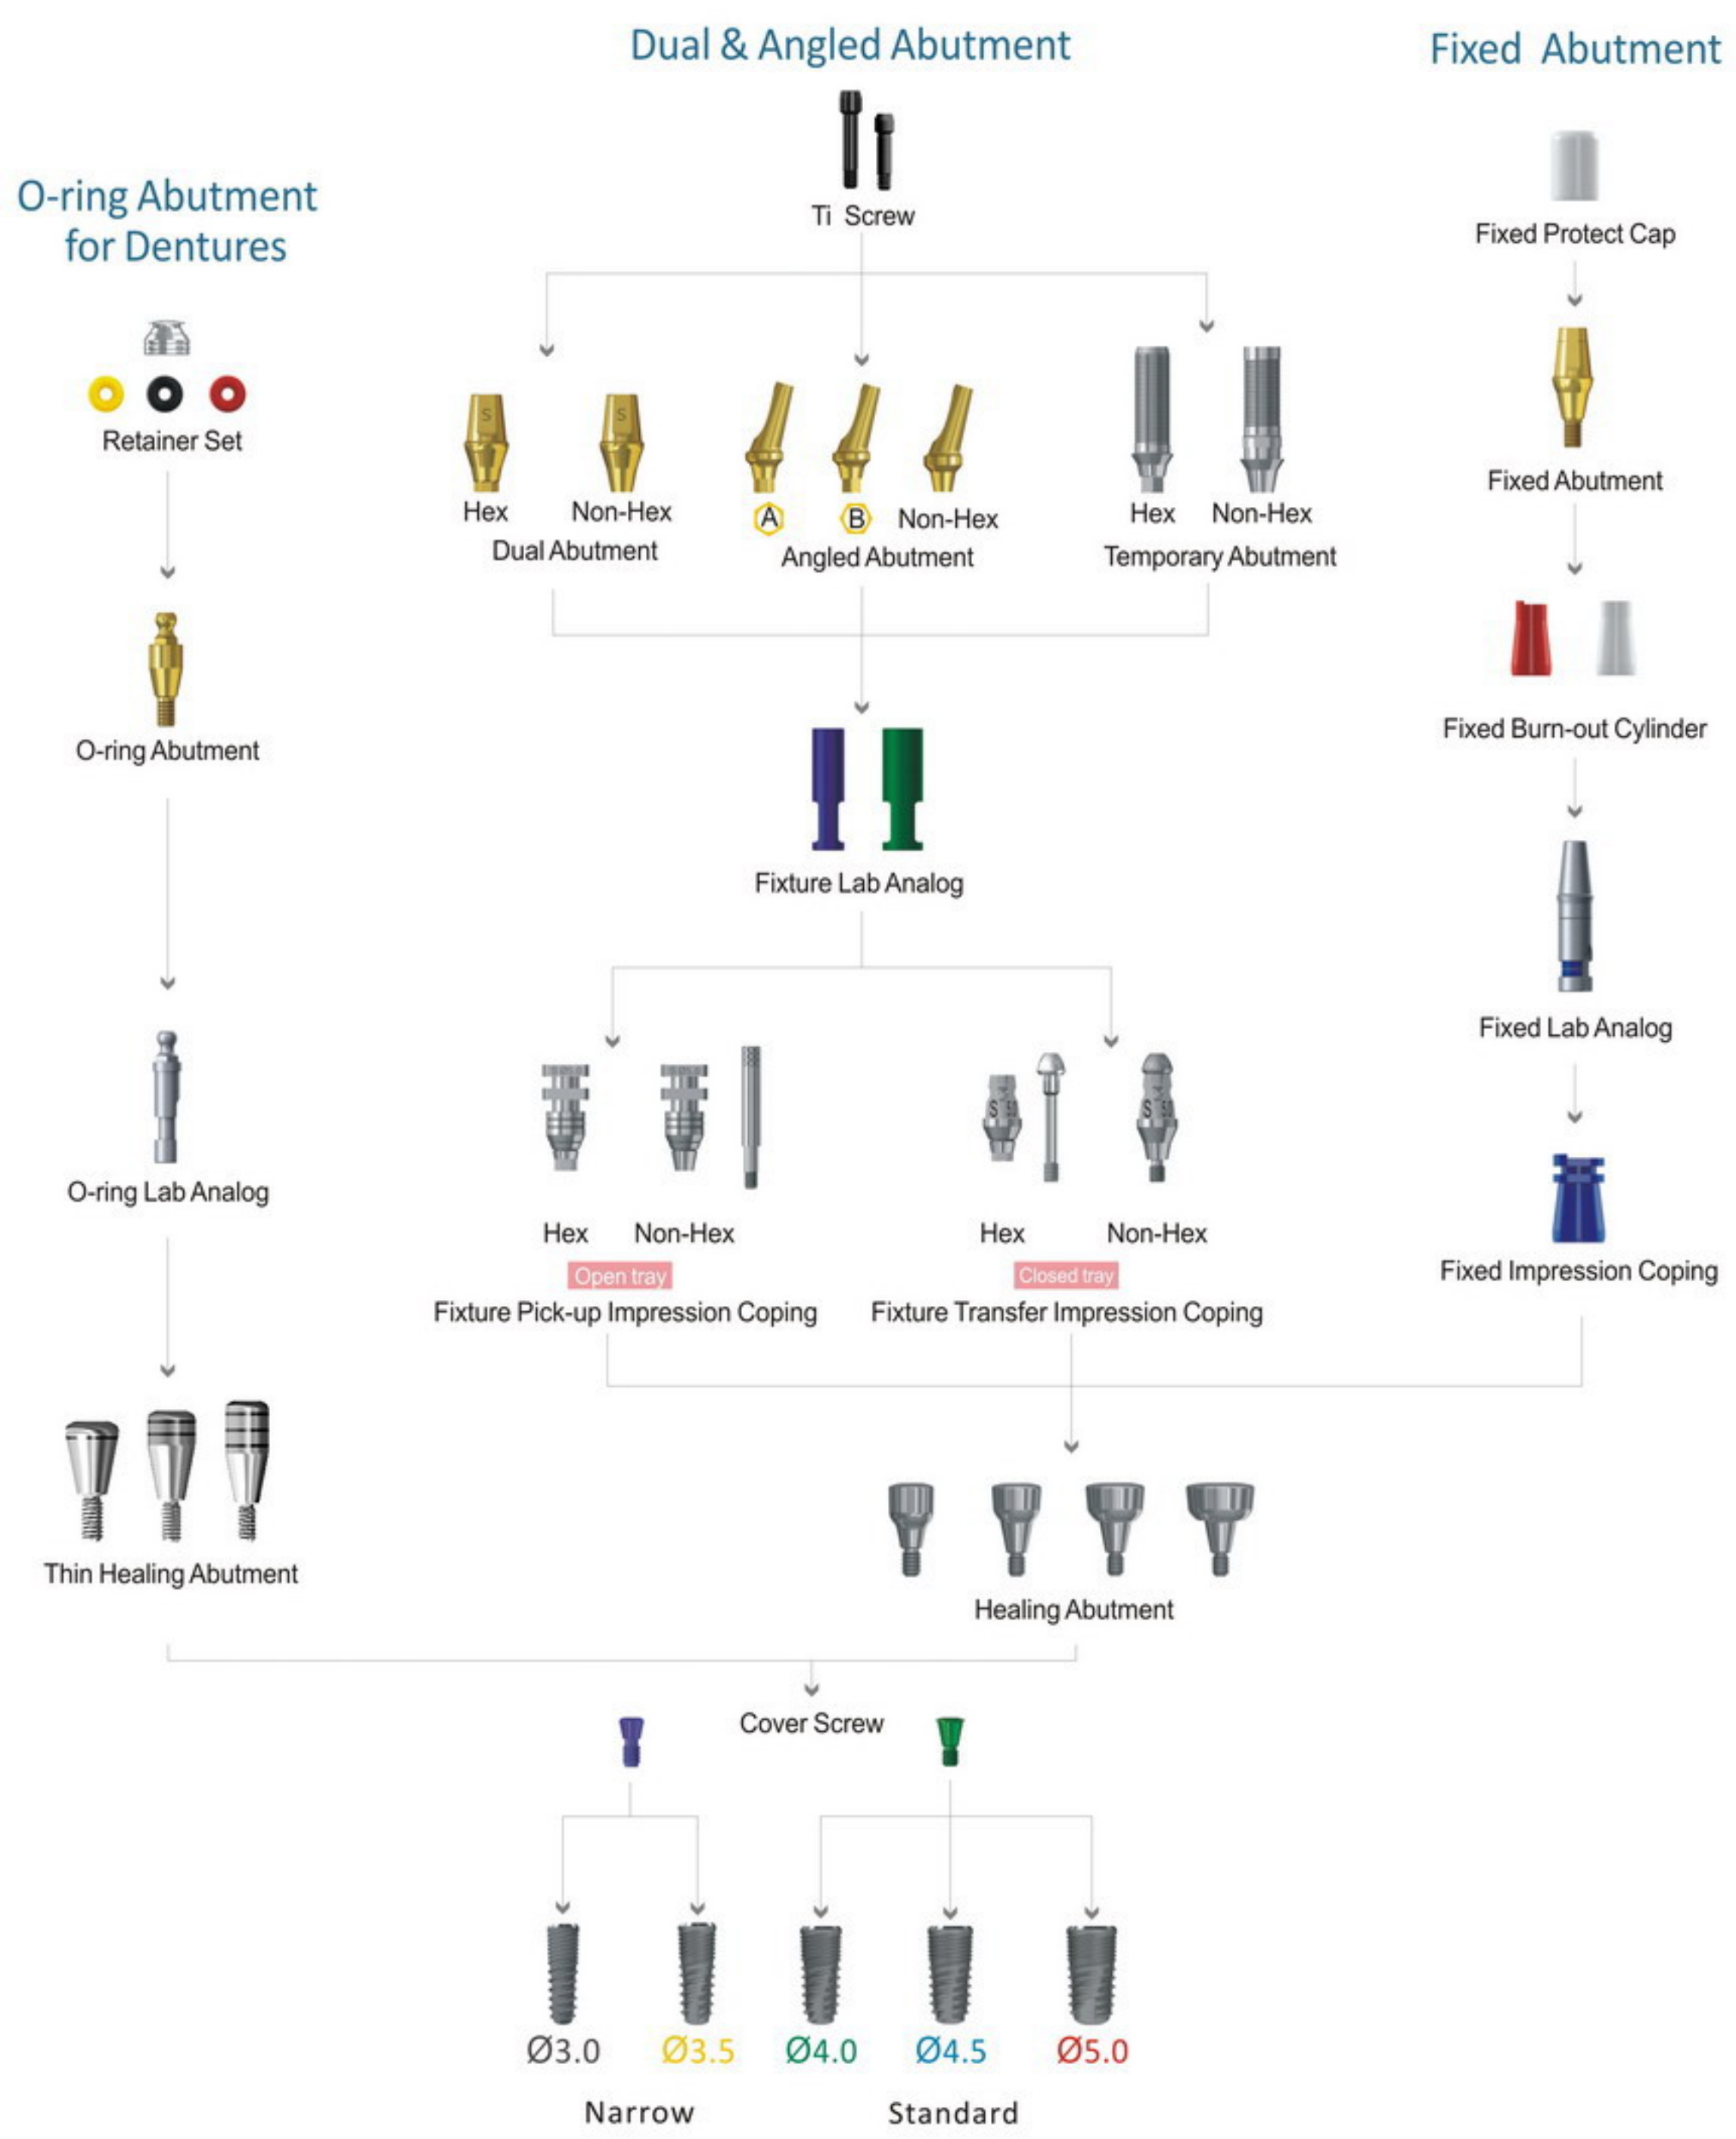 Dual & Angled Abutment
Fixed Abutment
O-ring Abutment
for Dentures
Ti Screw
Fixed Protect Cap
Retainer Set
S
S
Hex
Non-Hex
Dual Abutment
A
B
Non-Hex
Angled Abutment
Hex
Non-Hex
Temporary Abutment
Fixed Abutment
O-ring Abutment
Fixed Burn-out Cylinder
Fixture Lab Analog
Fixed Lab Analog
O-ring Lab Analog
S
S
Hex
Non-Hex
Open tray
Fixture Pick-up Impression Coping
Hex
Non-Hex
Closed tray
Fixture Transfer Impression Coping
Fixed Impression Coping
Thin Healing Abutment
Healing Abutment
Cover Screw
Ø3.0
Ø3.5
Ø4.0
Ø4.5
Ø5.0
Narrow
Standard